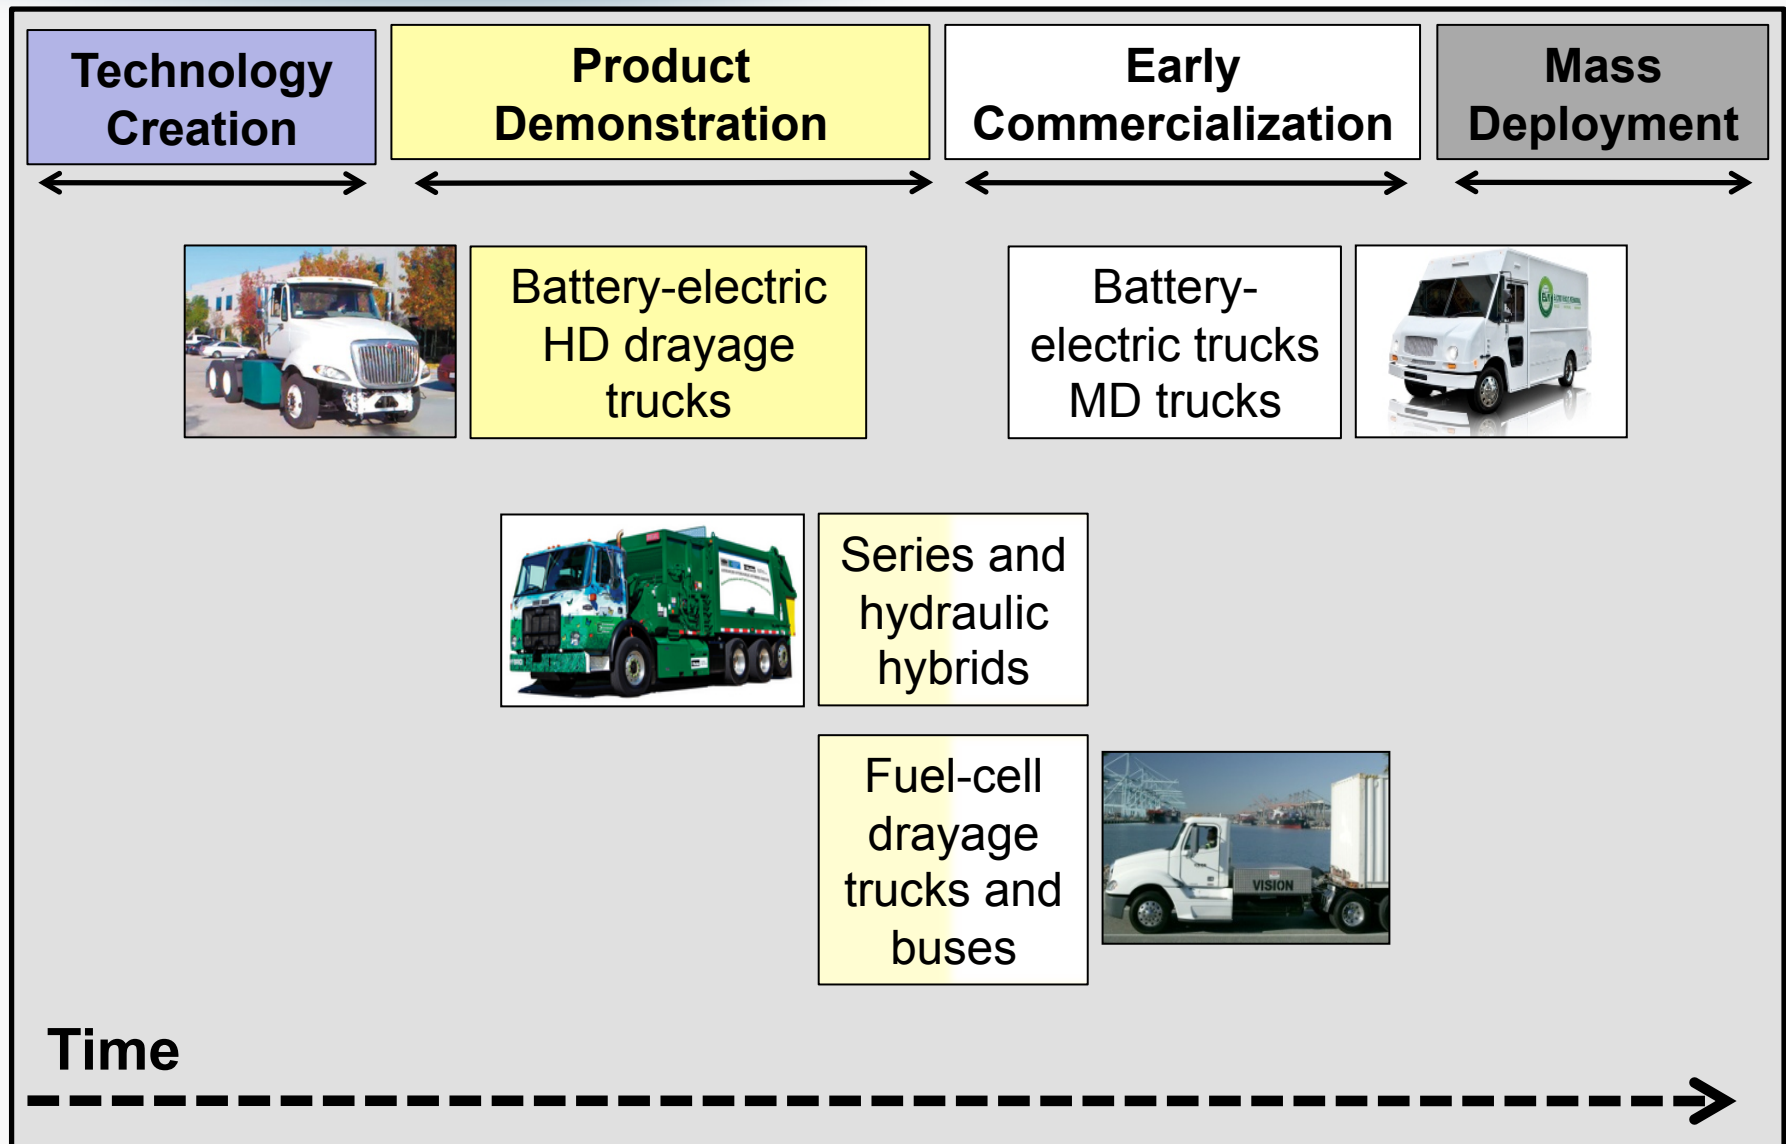 Technology
Creation
Product
Demonstration
Early
Commercialization
Mass
Deployment
Battery-electric
HD drayage
trucks
Battery-
electric trucks
MD trucks
Series and
hydraulic
hybrids
Fuel-cell
drayage
trucks and
buses
VISION
Time